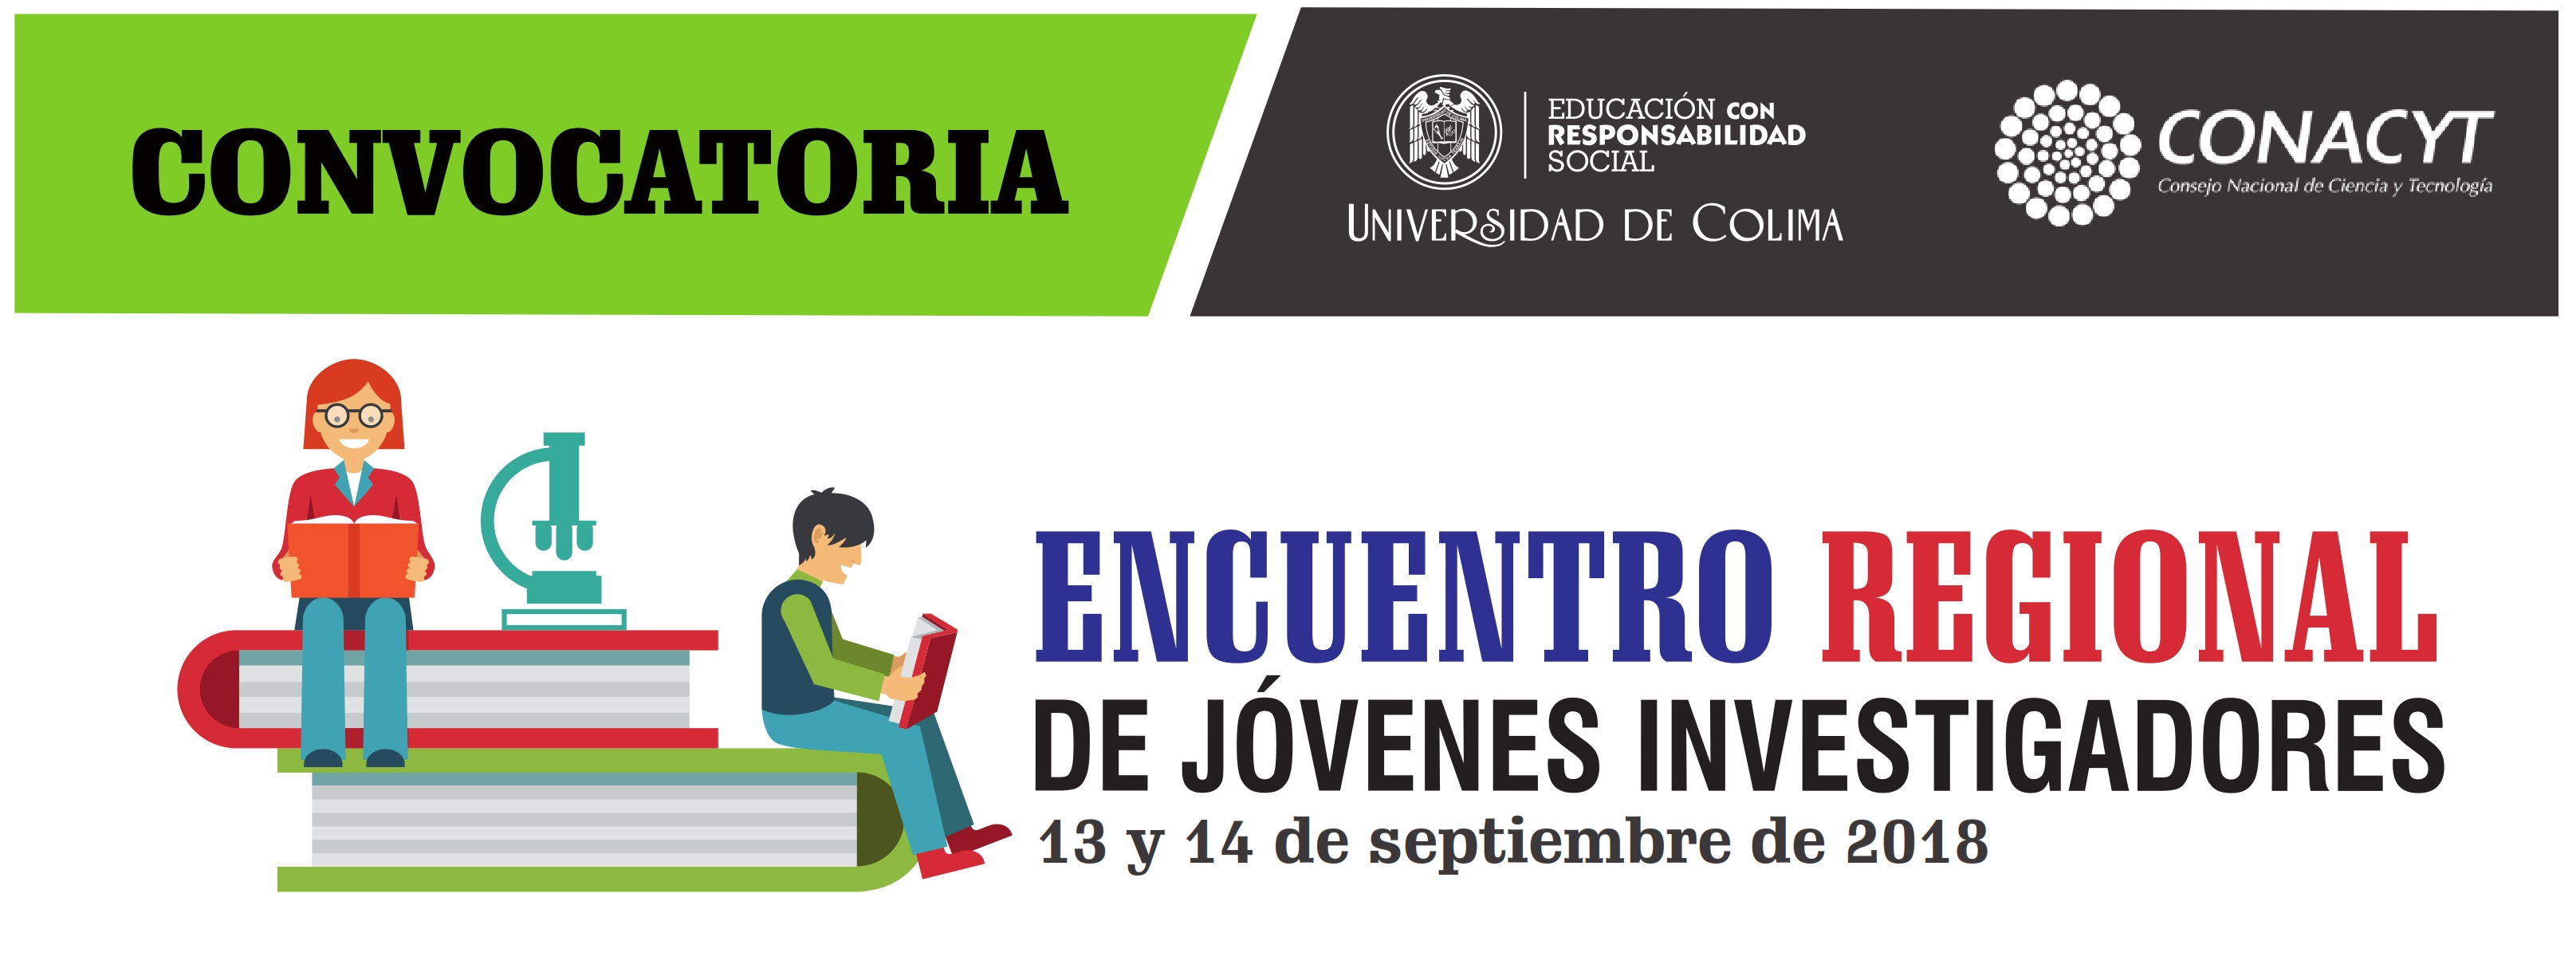 CONVOCATORIA
EDUCACIÓN CON
RESPONSABILIDAD
SOCIAL
UNIVERSIDAD DE COLIMA
CONACYT
Consejo Nacional de Ciencia y Tecnología
ENCUENTRO REGIONAL
DE JÓVENES INVESTIGADORES
13 y 14 de septiembre de 2018